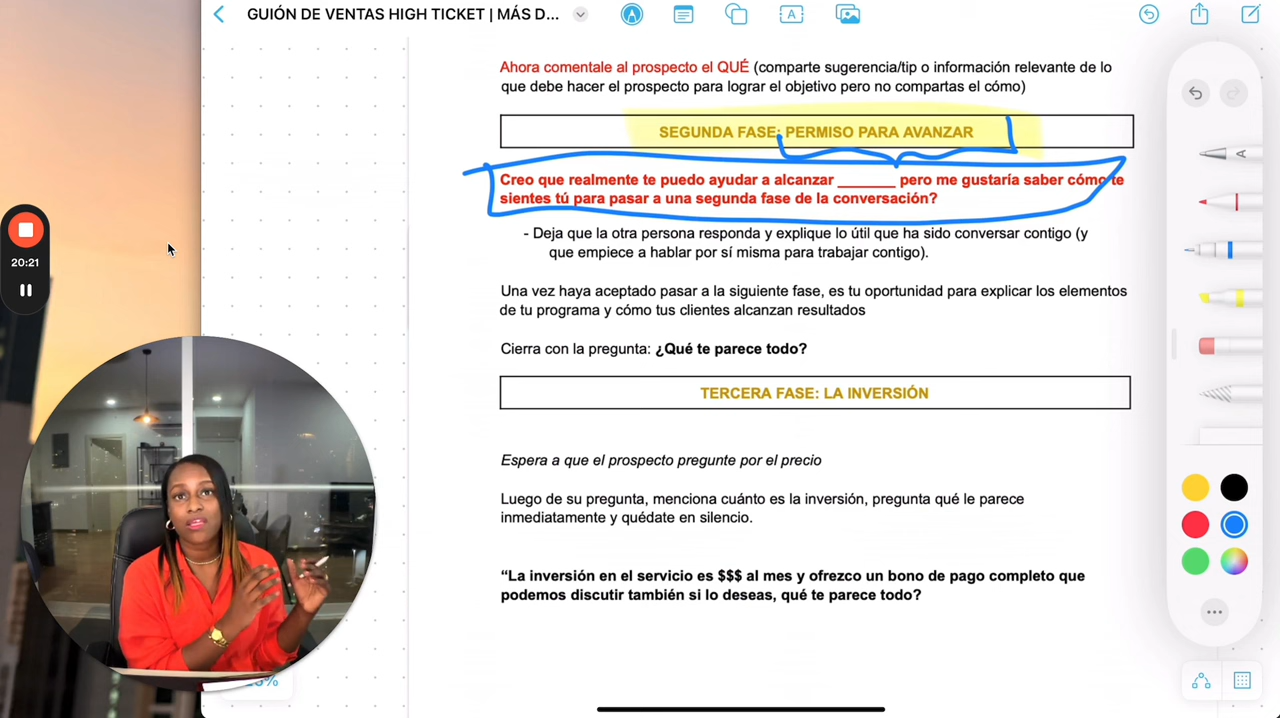 GUIÓN DE VENTAS HIGH TICKET | MÁS D...
Ahora comentale al prospecto el QUÉ (comparte sugerencia/tip o información relevante de lo
que debe hacer el prospecto para lograr el objetivo pero no compartas el cómo)
SEGUNDA FASE: PERMISO PARA AVANZAR
Creo que realmente te puedo ayudar a alcanzar _______ pero me gustaría saber cómo te
sientes tú para pasar a una segunda fase de la conversación?
- Deja que la otra persona responda y explique lo útil que ha sido conversar contigo (y
que empiece a hablar por sí misma para trabajar contigo).
Una vez haya aceptado pasar a la siguiente fase, es tu oportunidad para explicar los elementos
de tu programa y cómo tus clientes alcanzan resultados
Cierra con la pregunta: ¿Qué te parece todo?
TERCERA FASE: LA INVERSIÓN
Espera a que el prospecto pregunte por el precio
Luego de su pregunta, menciona cuánto es la inversión, pregunta qué le parece
inmediatamente y quédate en silencio.
“La inversión en el servicio es $$$ al mes y ofrezco un bono de pago completo que
podemos discutir también si lo deseas, qué te parece todo?
20:21
A
A